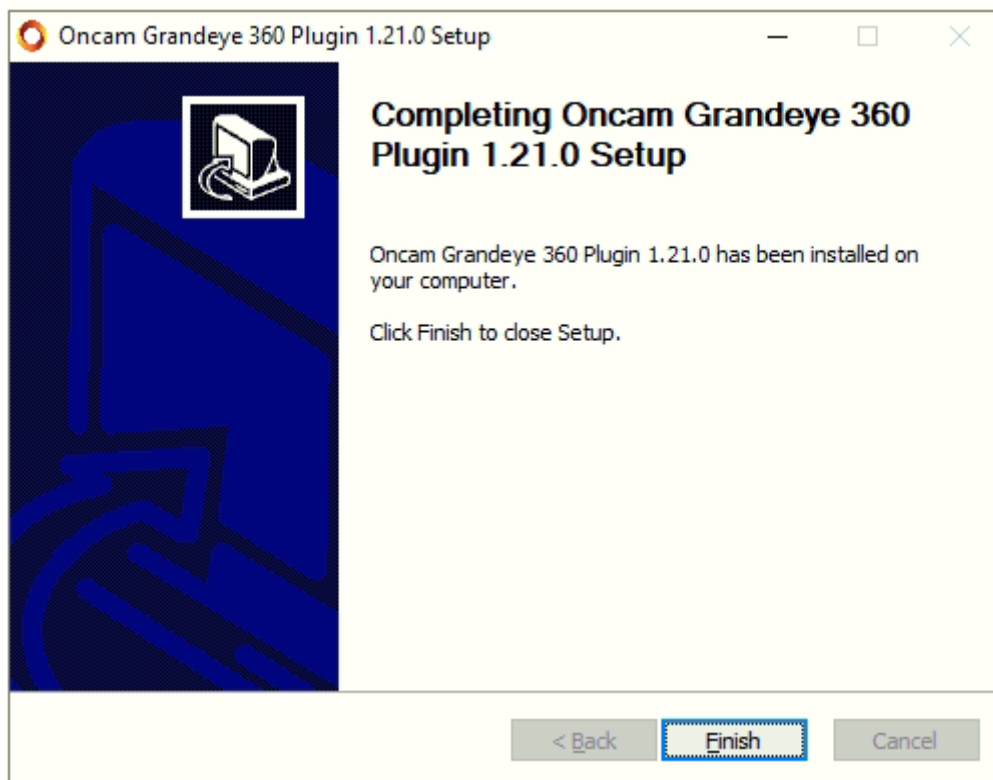 Oncam Grandeye 360 Plugin 1.21.0 Setup
Completing Oncam Grandeye 360
Plugin 1.21.0 Setup
Oncam Grandeye 360 Plugin 1.21.0 has been installed on
your computer.
Click Finish to close Setup.
< Back Finish Cancel